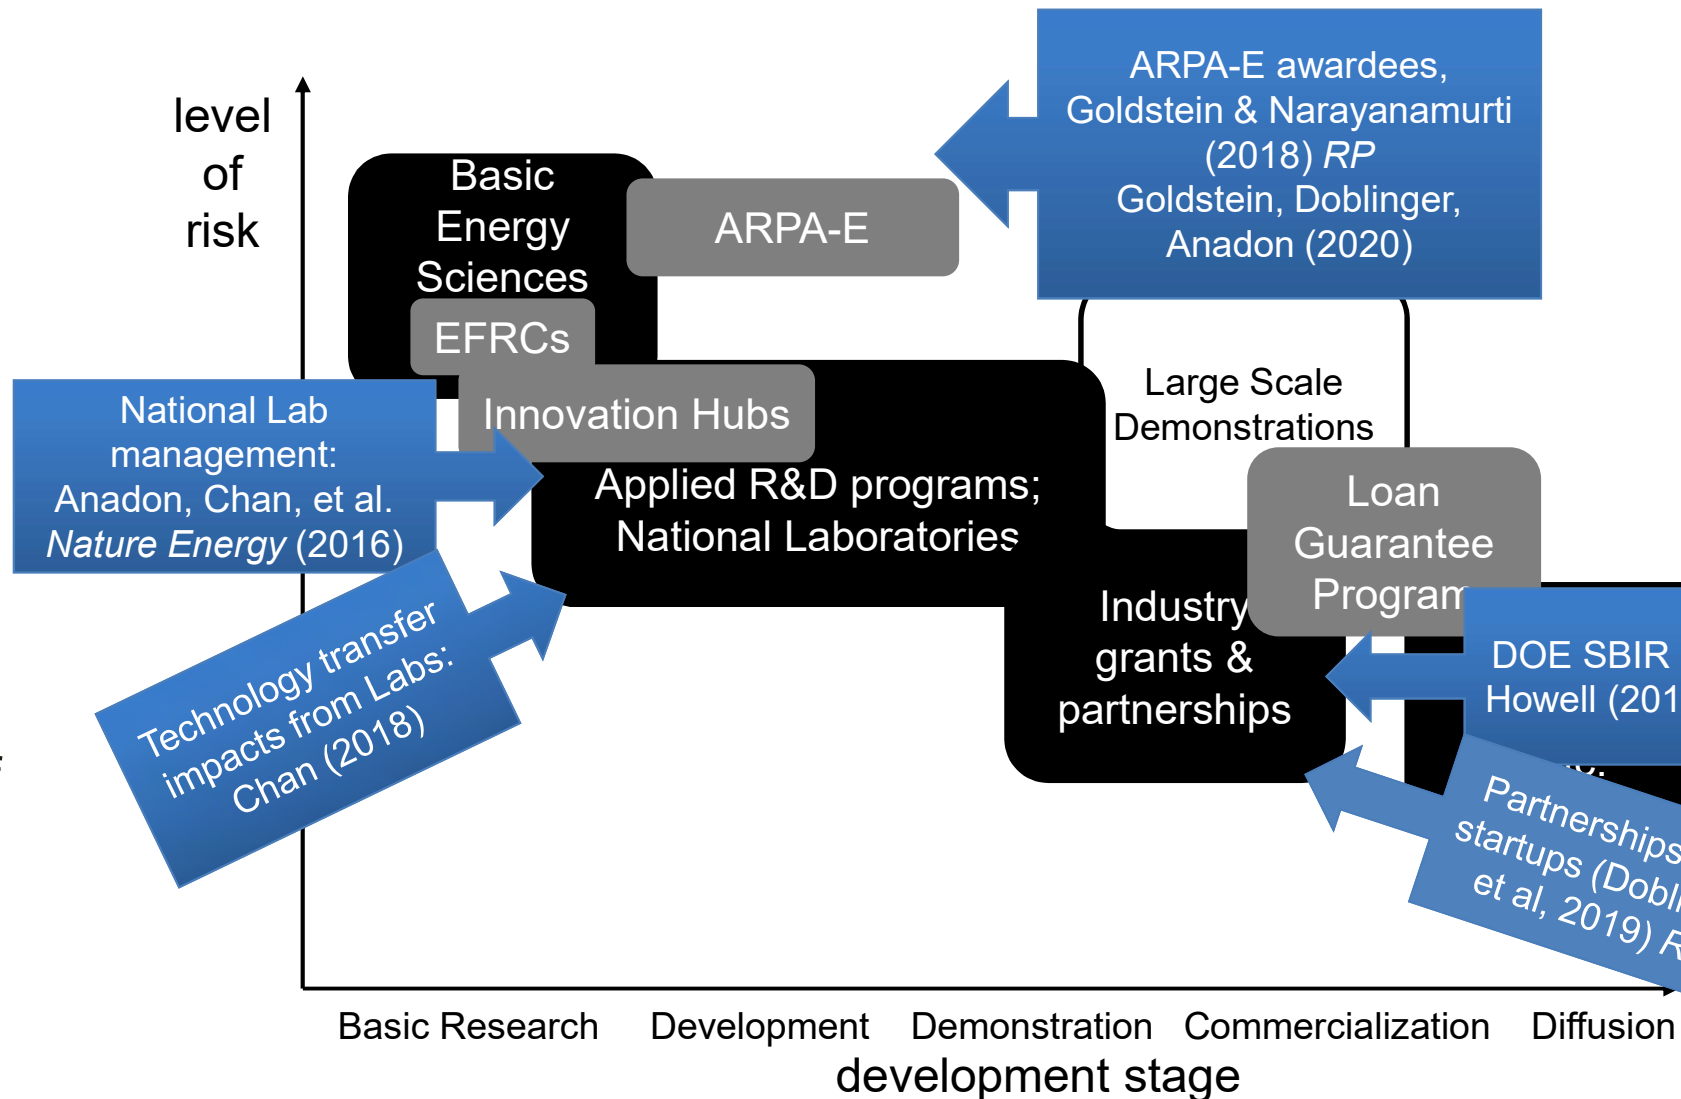 level
of
risk
Basic
Energy
Sciences
EFRCs
ARPA-E
ARPA-E awardees,
Goldstein & Narayanamurti
(2018) RP
Goldstein, Doblinger,
Anadon (2020)
Innovation Hubs
Applied R&D programs;
National Laboratories
Large Scale
Demonstrations
Loan
Guarantee
Program
Industry
grants &
partnerships
National Lab
management:
Anadon, Chan, et al.
Nature Energy (2016)
Technology transfer
impacts from Labs:
Chan (2018)
DOE SBIR
Howell (201
Partnerships
startups (Dobli
et al, 2019) R
Basic Research Development Demonstration Commercialization Diffusion
development stage